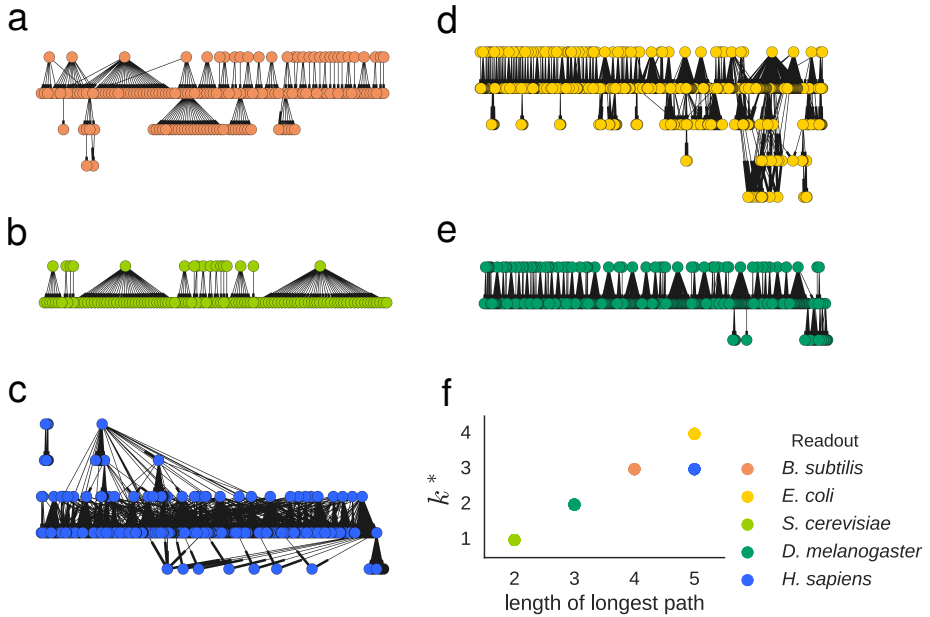 a
b
c
d
e
f
4
3
2
1
k*
2 3 4 5
length of longest path
Readout
B. subtilis
E. coli
S. cerevisiae
D. melanogaster
H. sapiens